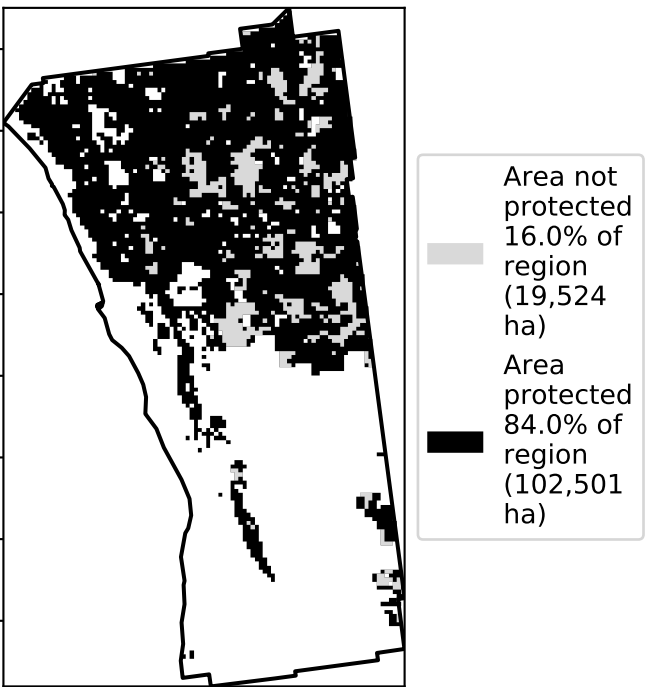 Area not
protected
16.0% of
region
(19,524
ha)
Area
protected
84.0% of
region
(102,501
ha)